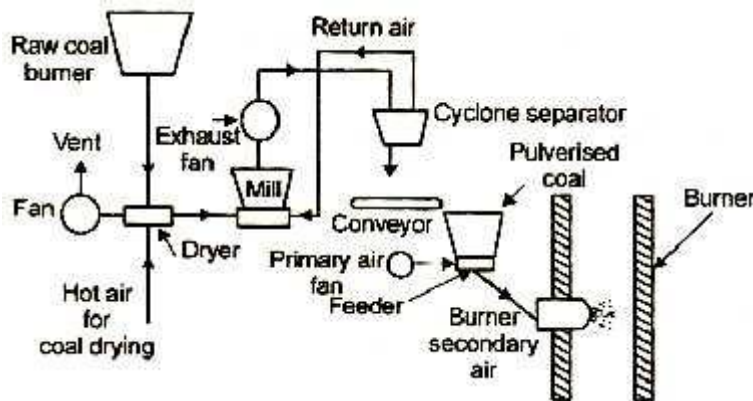 Raw coal
burner
Return air
Cyclone separator
Exhaust
fan
Vent
Mill
Pulverised
coal
Burner
Fan
Conveyor
Dryer
Primary air
fan
Feeder
Hot air
for
coal drying
Burner
secondary
air